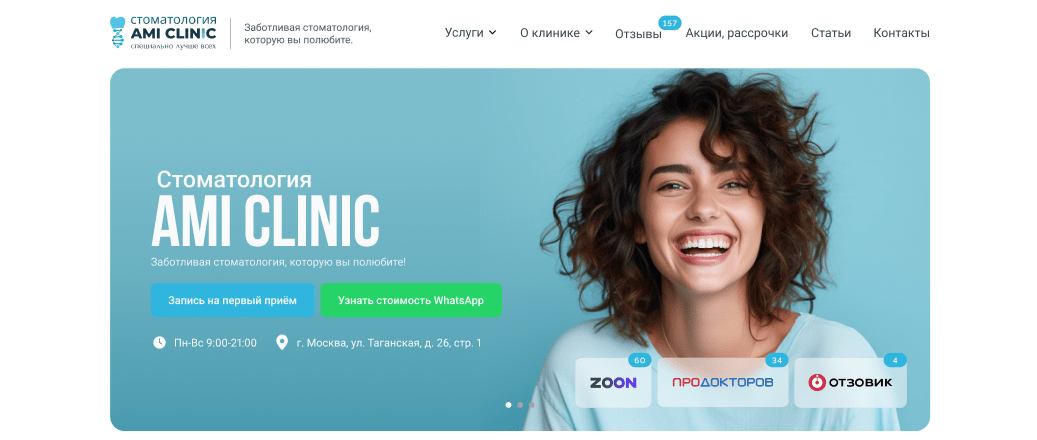 стоматология
AMI CLINIC
специально лучше всех
Заботливая стоматология,
которую вы полюбите.
Услуги
О клинике
Отзывы
157
Акции, рассрочки
Статьи
Контакты
Стоматология
AMI CLINIC
Заботливая стоматология, которую вы полюбите!
Запись на первый приём
Узнать стоимость WhatsApp
Пн-Вс 9:00-21:00
г. Москва, ул. Таганская, д. 26, стр. 1
60
ZOON
34
ПРОДОКТОРОВ
4
ОТЗОВИК